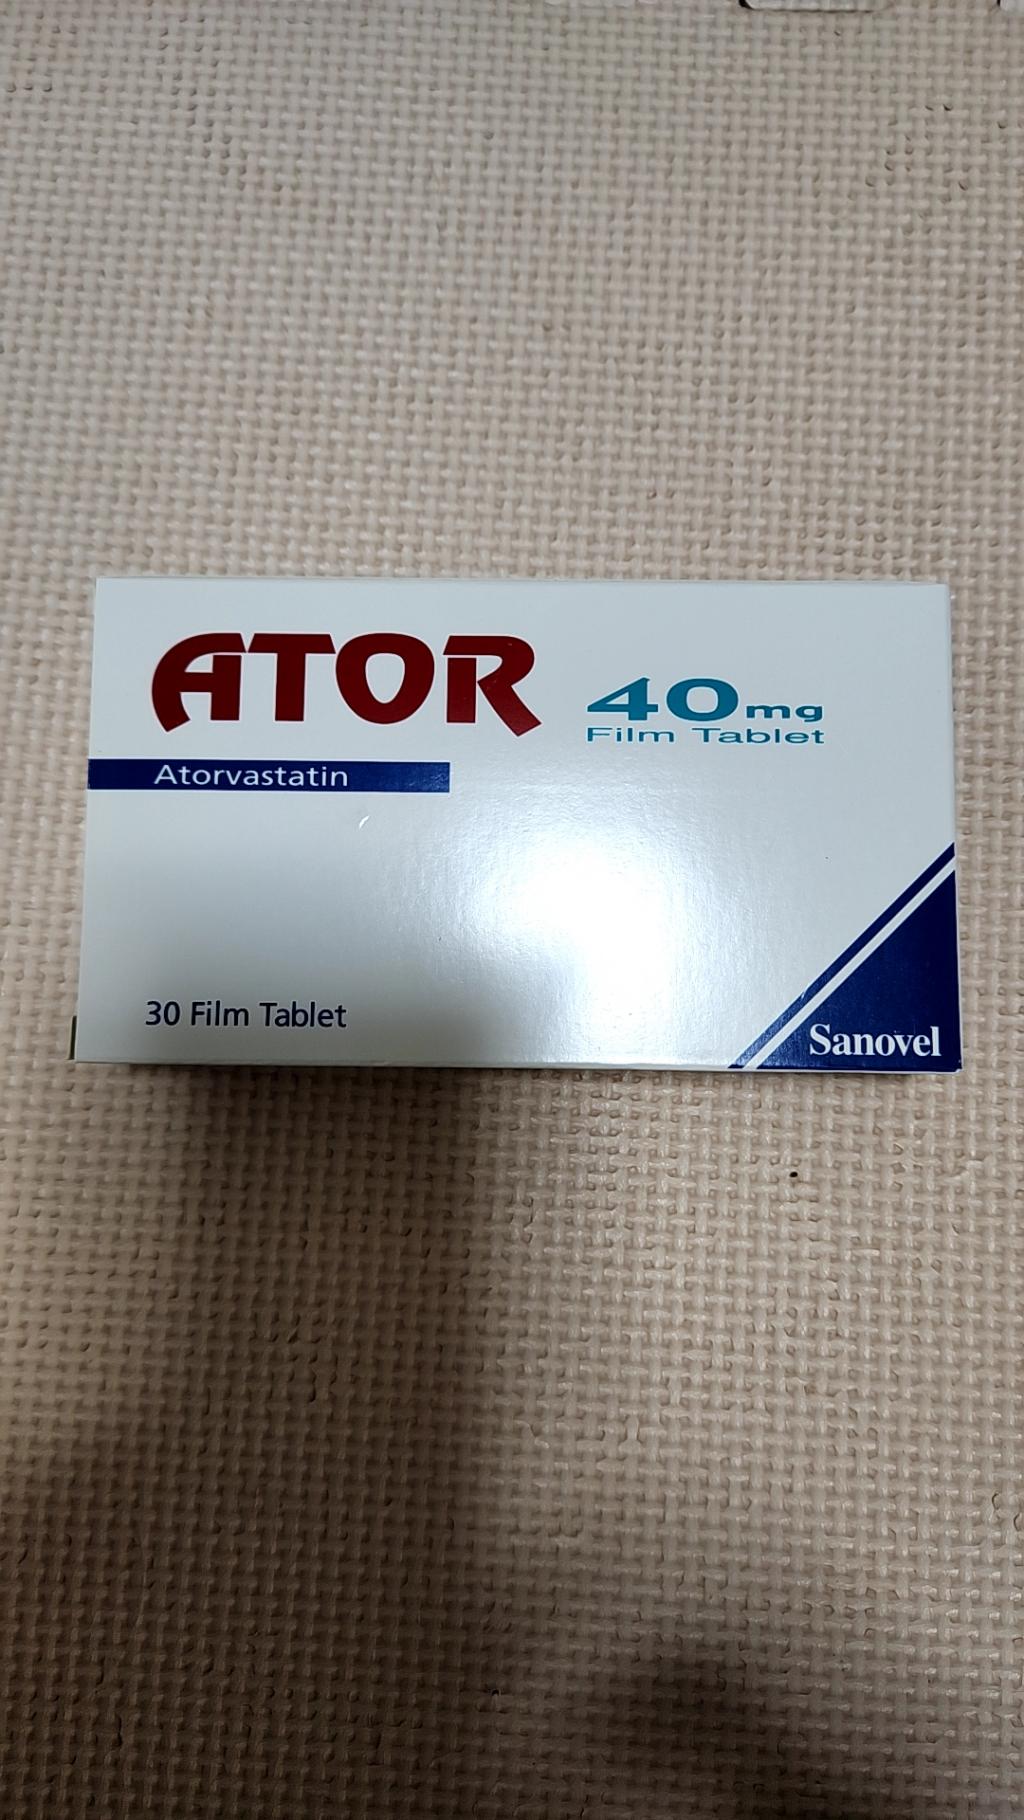 ATOR
40mg
Film Tablet
Atorvastatin
30 Film Tablet
Sanovel